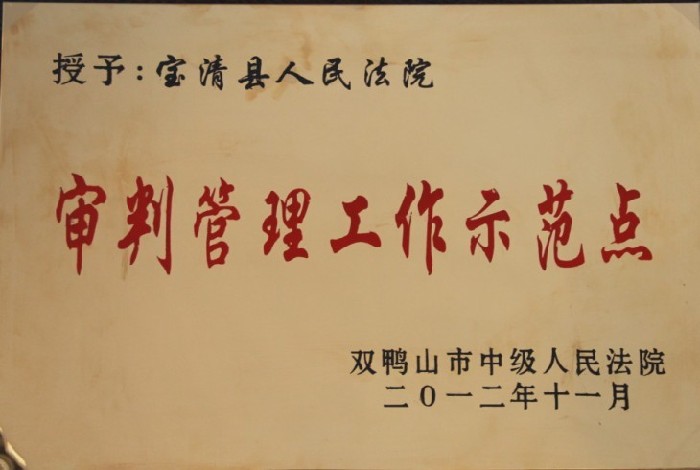 授予：宝清县人民法院
审判管理工作示范点
双鸭山市中级人民法院
二〇一二年十一月